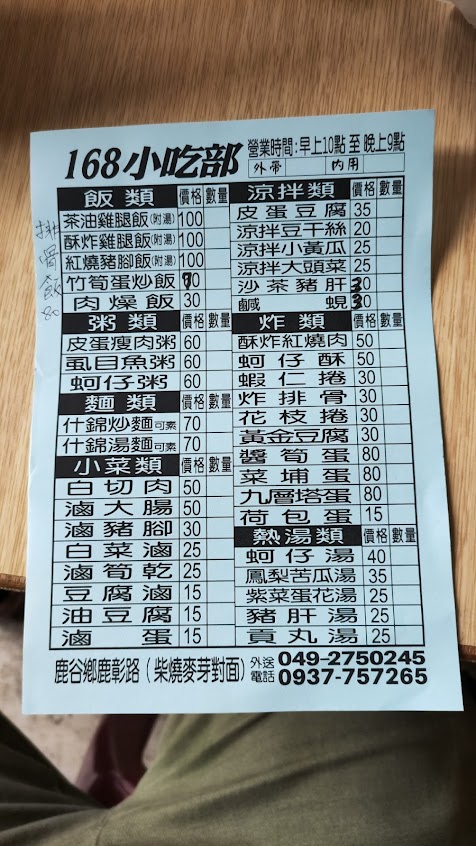 168小吃部
營業時間:早上10點 至 晚上9點
外帶 內用
排骨飯80
飯類 價格 數量
茶油雞腿飯(附湯) 100
酥炸雞腿飯(附湯) 100
紅燒豬腳飯(附湯) 100
竹筍蛋炒飯 70
肉燥飯 30
粥類 價格 數量
皮蛋瘦肉粥 60
虱目魚粥 60
蚵仔粥 60
麵類 價格 數量
什錦炒麵可素 70
什錦湯麵可素 70
小菜類 價格 數量
白切肉 50
滷大腸 50
滷豬腳 30
白菜滷 25
滷筍乾 25
豆腐滷 15
油豆腐 15
滷蛋 15
涼拌類 價格 數量
皮蛋豆腐 35
涼拌豆干絲 20
涼拌小黃瓜 25
涼拌大頭菜 25
沙茶豬肝 30
鹹蜆 30
炸類 價格 數量
酥炸紅燒肉 50
蚵仔酥 50
蝦仁捲 30
炸排骨 30
花枝捲 30
黃金豆腐 30
醬筍蛋 80
菜埔蛋 80
九層塔蛋 80
荷包蛋 15
熱湯類 價格 數量
蚵仔湯 40
鳳梨苦瓜湯 35
紫菜蛋花湯 25
豬肝湯 25
貢丸湯 25
鹿谷鄉鹿彰路(柴燒麥芽對面)
外送電話 049-2750245
0937-757265